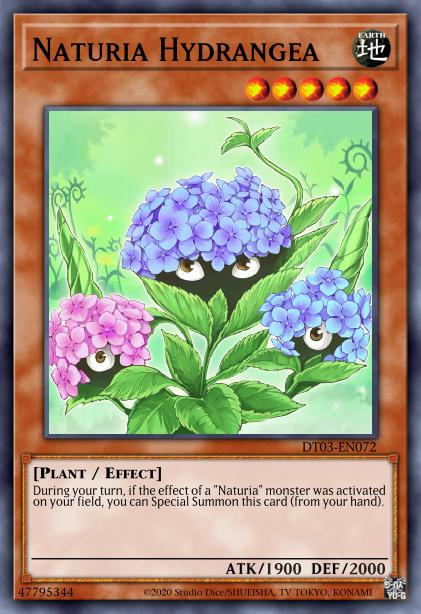 Naturia Hydrangea
EARTH
地
DT03-EN072
[Plant / Effect]
During your turn, if the effect of a "Naturia" monster was activated
on your field, you can Special Summon this card (from your hand).
ATK/1900 DEF/2000
47795344
©2020 Studio Dice/SHUEISHA, TV TOKYO, KONAMI